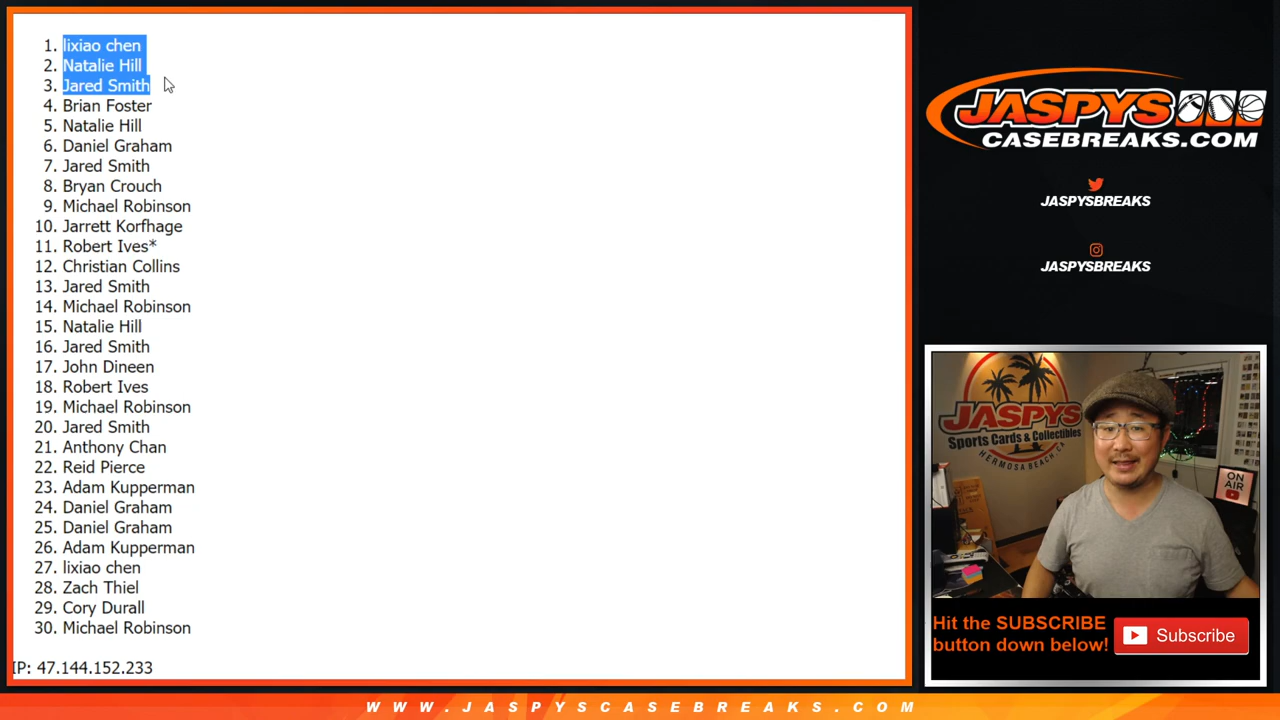 1. lixiao chen
2. Natalie Hill
3. Jared Smith
4. Brian Foster
5. Natalie Hill
6. Daniel Graham
7. Jared Smith
8. Bryan Crouch
9. Michael Robinson
10. Jarrett Korfhage
11. Robert Ives*
12. Christian Collins
13. Jared Smith
14. Michael Robinson
15. Natalie Hill
16. Jared Smith
17. John Dineen
18. Robert Ives
19. Michael Robinson
20. Jared Smith
21. Anthony Chan
22. Reid Pierce
23. Adam Kupperman
24. Daniel Graham
25. Daniel Graham
26. Adam Kupperman
27. lixiao chen
28. Zach Thiel
29. Cory Durall
30. Michael Robinson
IP: 47.144.152.233
JASPYS
CASEBREAKS.COM
JASPYSBREAKS
JASPYSBREAKS
JASPYS
Sports Cards & Collectibles
HERMOSA BEACH, CA
ON
AIR
Hit the SUBSCRIBE
button down below!
Subscribe
WWW.JASPYSCASEBREAKS.COM